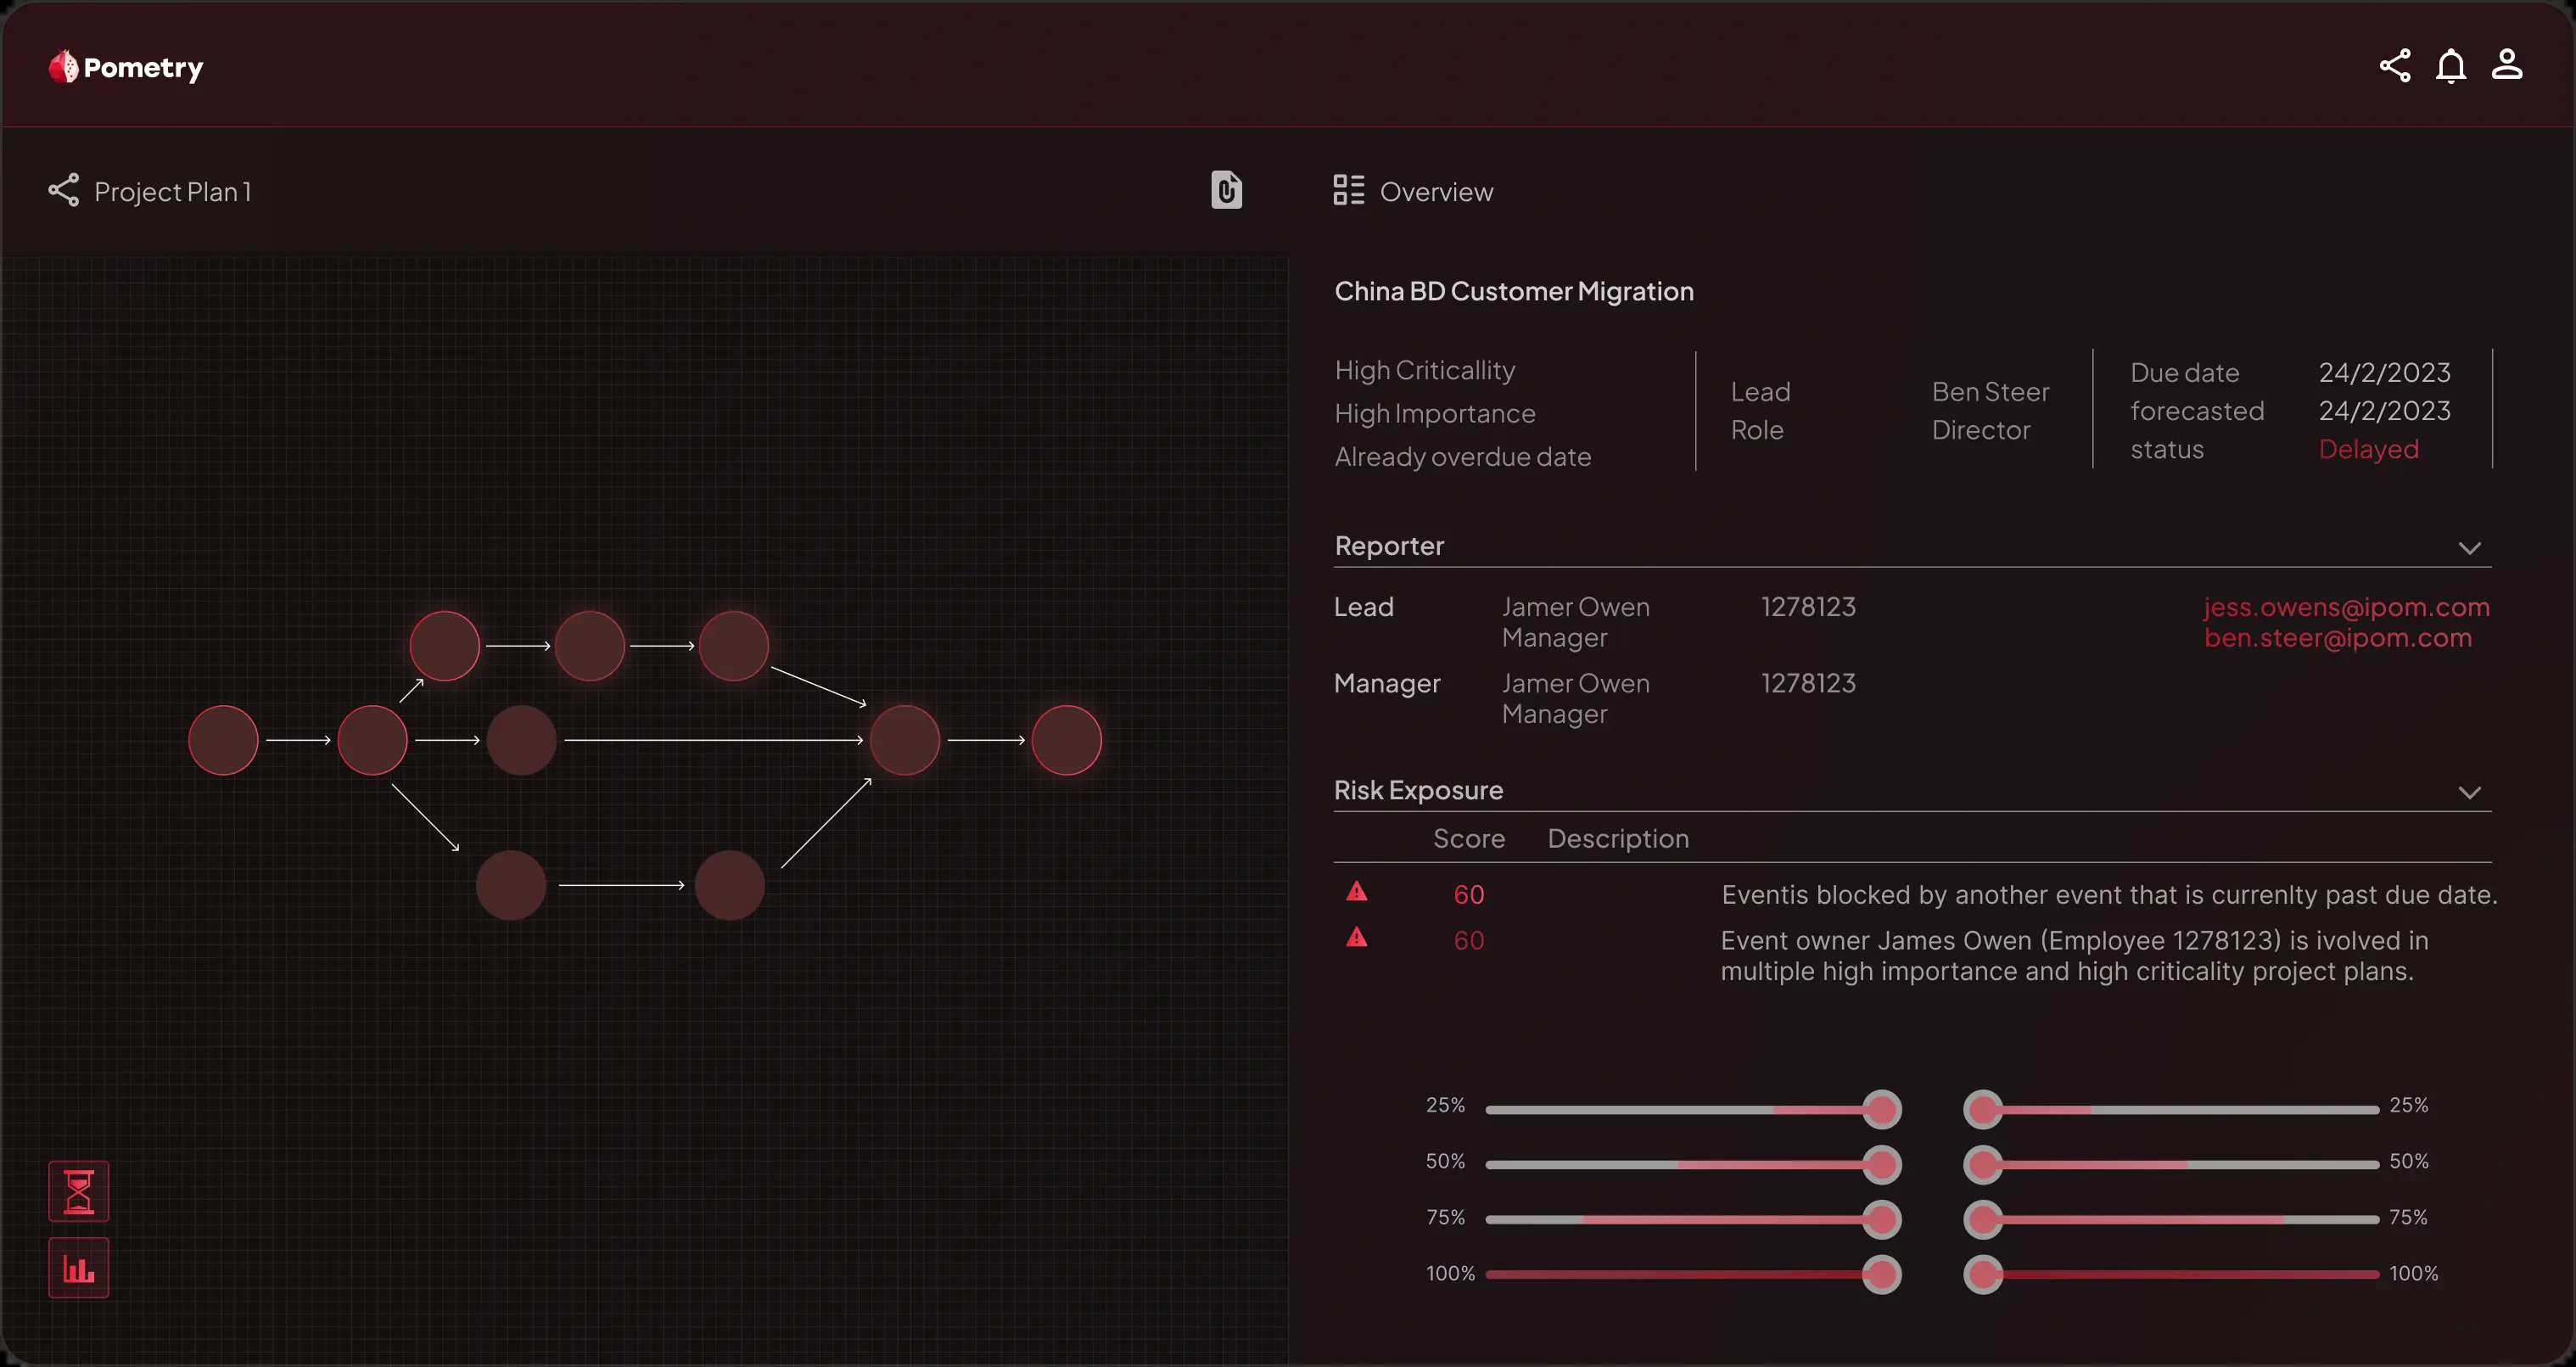 Pometry
Project Plan 1
Overview
China BD Customer Migration
High Criticallity
High Importance
Already overdue date
Lead Ben Steer
Role Director
Due date 24/2/2023
forecasted 24/2/2023
status Delayed
Reporter
Lead Jamer Owen 1278123 jess.owens@ipom.com
Manager ben.steer@ipom.com
Manager Jamer Owen 1278123
Manager
Risk Exposure
Score Description
60 Eventis blocked by another event that is currenlty past due date.
60 Event owner James Owen (Employee 1278123) is ivolved in
multiple high importance and high criticality project plans.
25% 25%
50% 50%
75% 75%
100% 100%